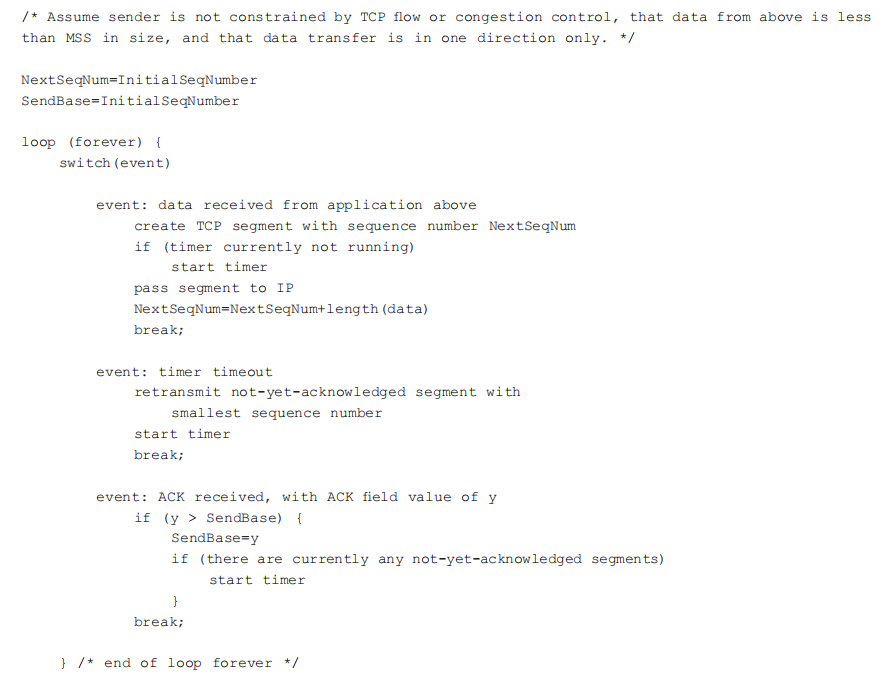 /* Assume sender is not constrained by TCP flow or congestion control, that data from above is less
than MSS in size, and that data transfer is in one direction only. */
NextSeqNum=InitialSeqNumber
SendBase=InitialSeqNumber
loop (forever) {
switch(event)
event: data received from application above
create TCP segment with sequence number NextSeqNum
if (timer currently not running)
start timer
pass segment to IP
NextSeqNum=NextSeqNum+length(data)
break;
event: timer timeout
retransmit not-yet-acknowledged segment with
smallest sequence number
start timer
break;
event: ACK received, with ACK field value of y
if (y > SendBase) {
SendBase=y
if (there are currently any not-yet-acknowledged segments)
start timer
}
break;
} /* end of loop forever */